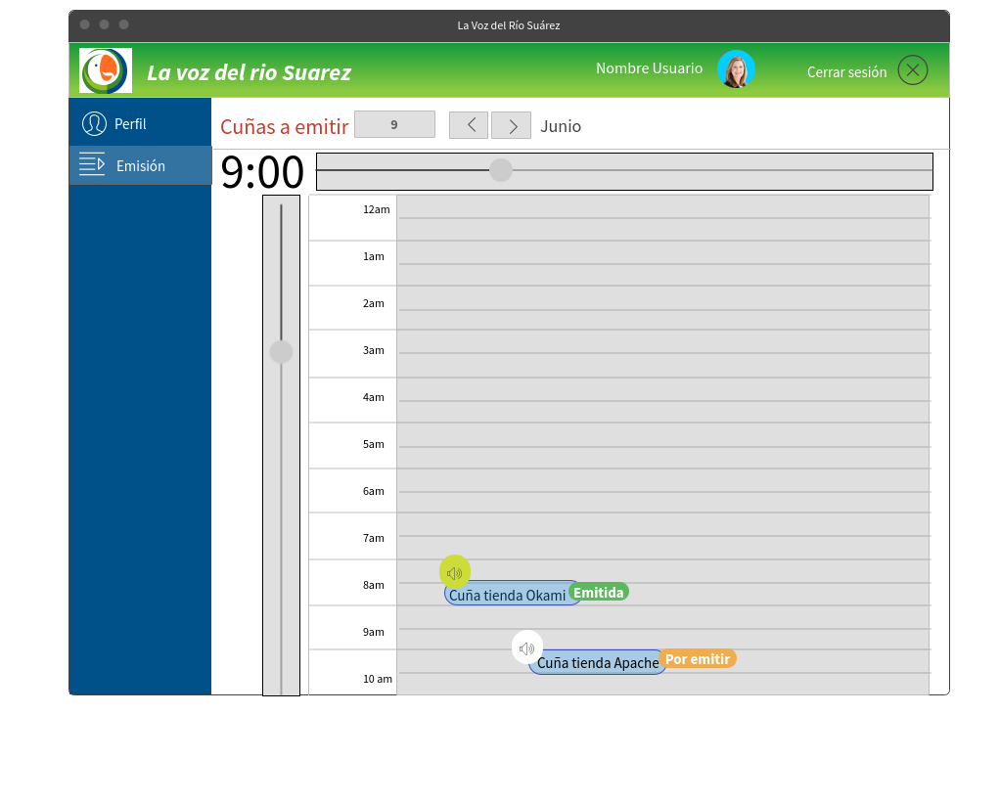 La Voz del Río Suárez
La voz del rio Suarez
Nombre Usuario
Cerrar sesión
Perfil
Emisión
Cuñas a emitir
9
Junio
9:00
12am
1am
2am
3am
4am
5am
6am
7am
8am
Cuña tienda Okami
Emitida
9am
Cuña tienda Apache
Por emitir
10 am